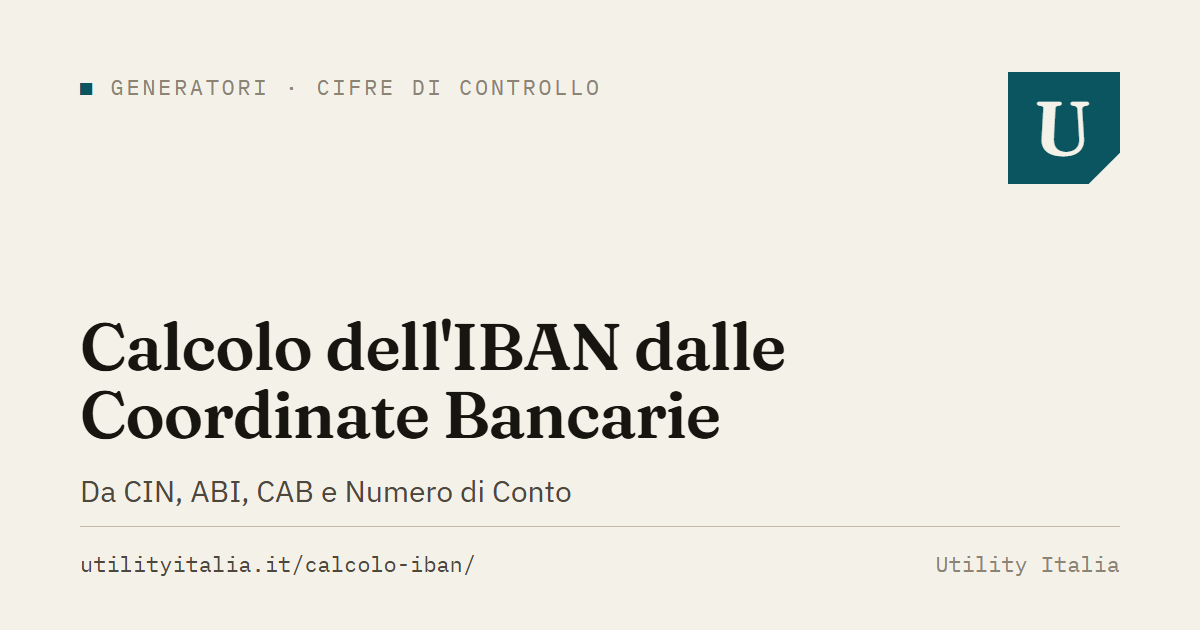 GENERATORI · CIFRE DI CONTROLLO
U
Calcolo dell'IBAN dalle
Coordinate Bancarie
Da CIN, ABI, CAB e Numero di Conto
utilityitalia.it/calcolo-iban/
Utility Italia